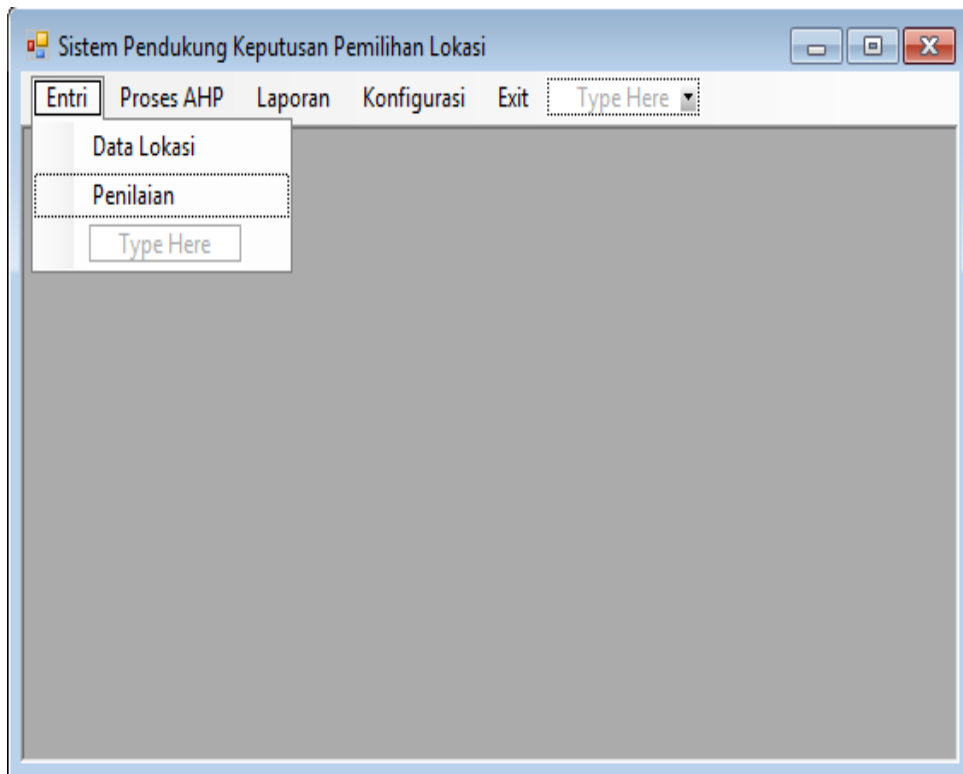 Sistem Pendukung Keputusan Pemilihan Lokasi
Entri Proses AHP Laporan Konfigurasi Exit Type Here
Data Lokasi
Penilaian
Type Here